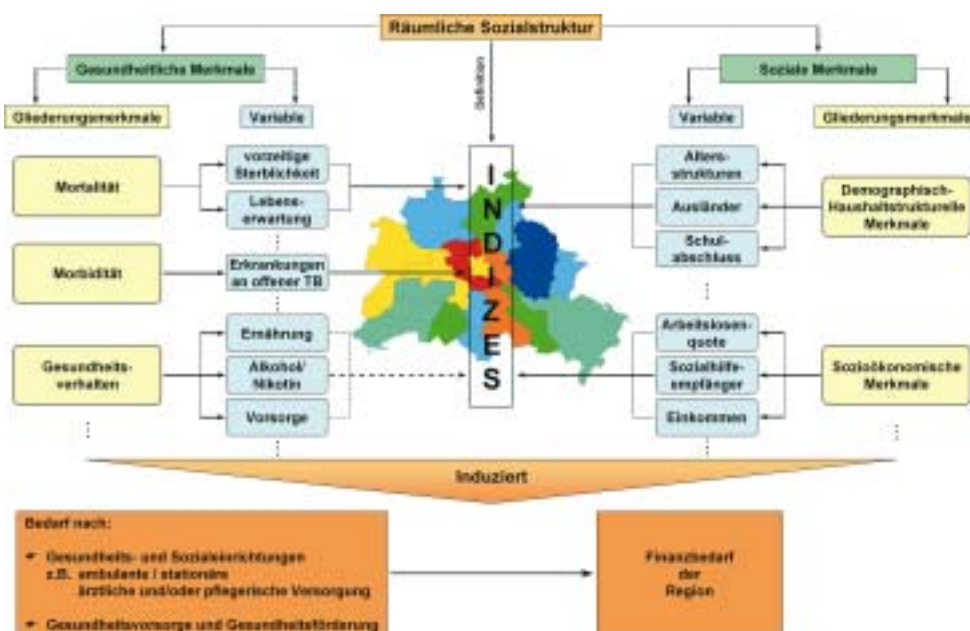 Räumliche Sozialstruktur
Gesundheitliche Merkmale
Soziale Merkmale
Definition
Gliederungsmerkmale
Variable
Variable
Gliederungsmerkmale
Mortalität
vorzeitige
Sterblichkeit
Lebens-
erwartung
Morbidität
Erkrankungen
an offener TB
Gesundheits-
verhalten
Ernährung
Alkohol/
Nikotin
Vorsorge
INDIZES
Alters-
strukturen
Ausländer
Schul-
abschluss
Demographisch-
Haushaltstrukturelle
Merkmale
Arbeitslosen-
quote
Sozialhilfe-
empfänger
Einkommen
Sozioökonomische
Merkmale
Induziert
Bedarf nach:
Gesundheits- und Sozialeinrichtungen
z.B. ambulante / stationäre
ärztliche und/oder pflegerische Versorgung
Gesundheitsvorsorge und Gesundheitsförderung
Finanzbedarf
der
Region